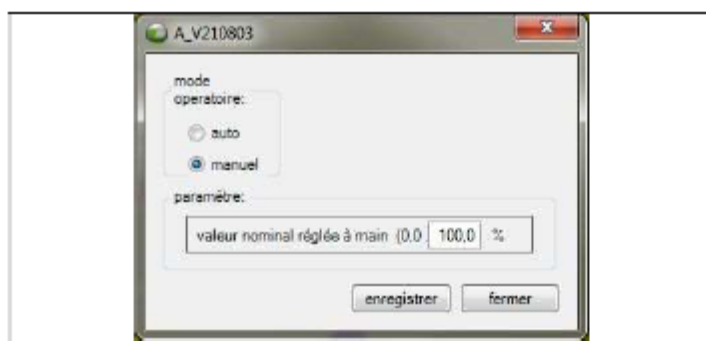 A_V210803
mode
operatoire:
auto
manuel
paramètre:
valeur nominal réglée à main (0,0 100,0 %
enregistrer fermer